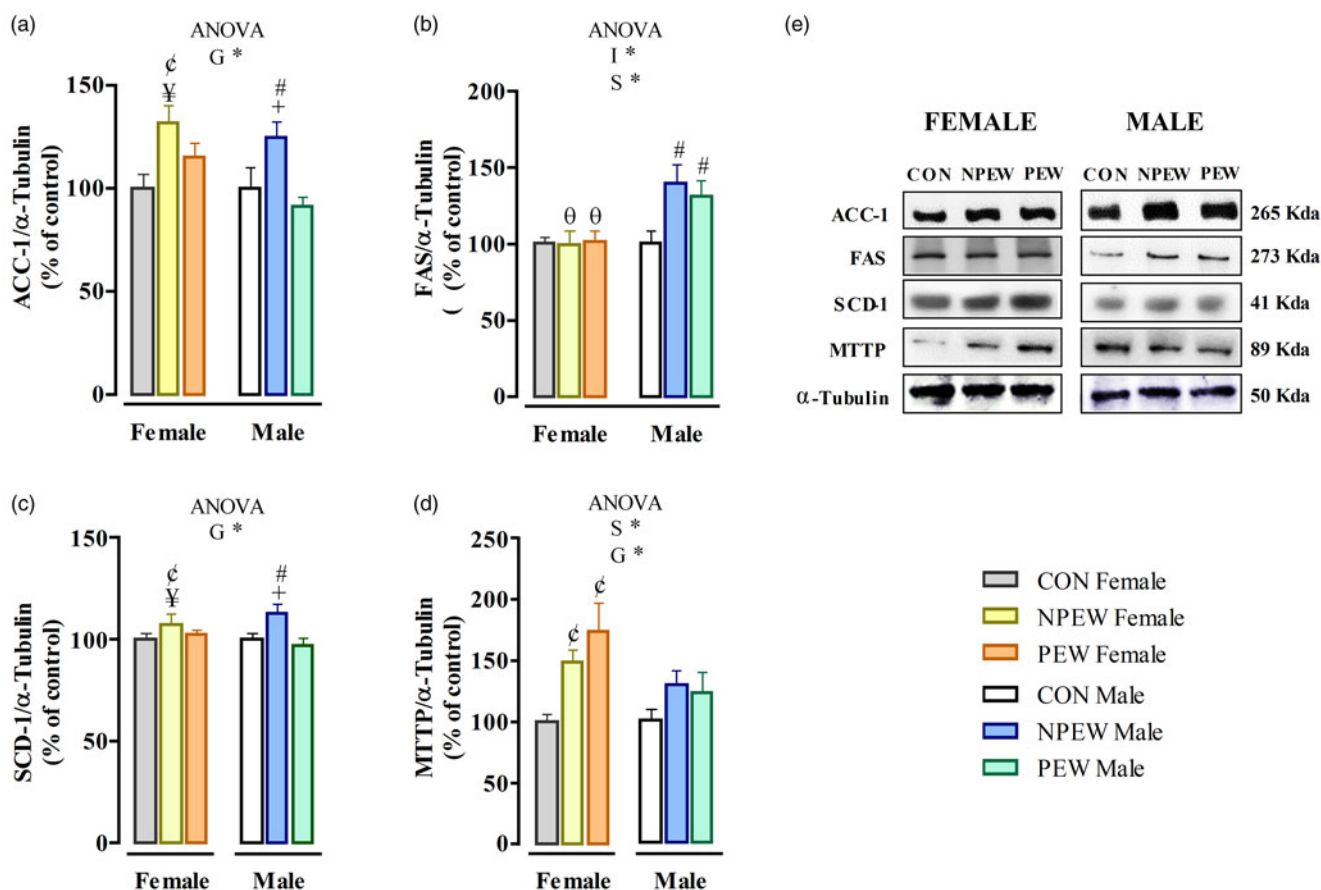 (a)
ANOVA
G *
¢
¥
#
+
150
100
50
0
ACC-1/α-Tubulin
(% of control)
Female
Male
(b)
ANOVA
I *
S *
200
150
100
50
0
FAS/α-Tubulin
( (% of control)
θ θ
# #
Female
Male
(e)
FEMALE
MALE
CON NPEW PEW
CON NPEW PEW
ACC-1
265 Kda
FAS
273 Kda
SCD-1
41 Kda
MTTP
89 Kda
α-Tubulin
50 Kda
(c)
ANOVA
G *
¢
¥
#
+
150
100
50
0
SCD-1/α-Tubulin
(% of control)
Female
Male
(d)
ANOVA
S *
G *
250
200
150
100
50
0
MTTP/α-Tubulin
(% of control)
¢
¢
Female
Male
CON Female
NPEW Female
PEW Female
CON Male
NPEW Male
PEW Male